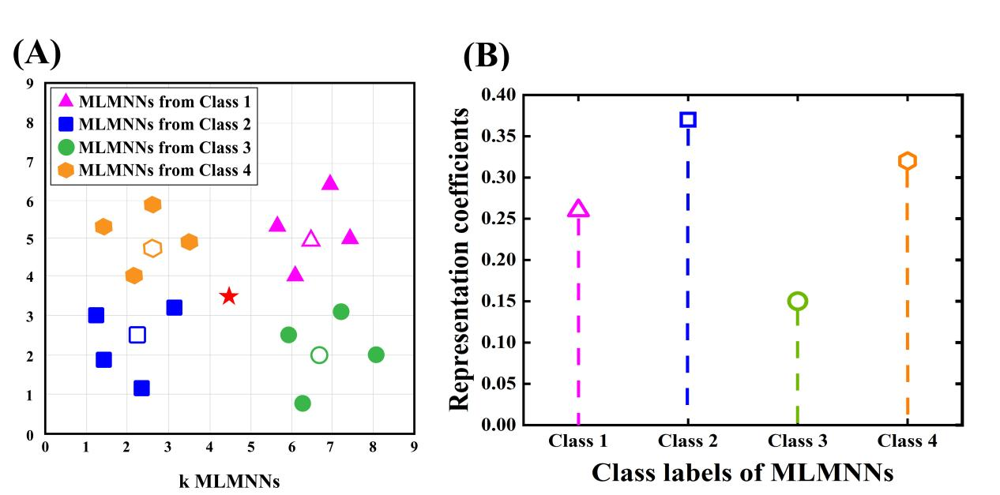 (A)
9
8
7
6
5
4
3
2
1
0
MLMNNs from Class 1
MLMNNs from Class 2
MLMNNs from Class 3
MLMNNs from Class 4
0 1 2 3 4 5 6 7 8 9
k MLMNNs
(B)
Representation coefficients
0.40
0.35
0.30
0.25
0.20
0.15
0.10
0.05
0.00
Class 1 Class 2 Class 3 Class 4
Class labels of MLMNNs